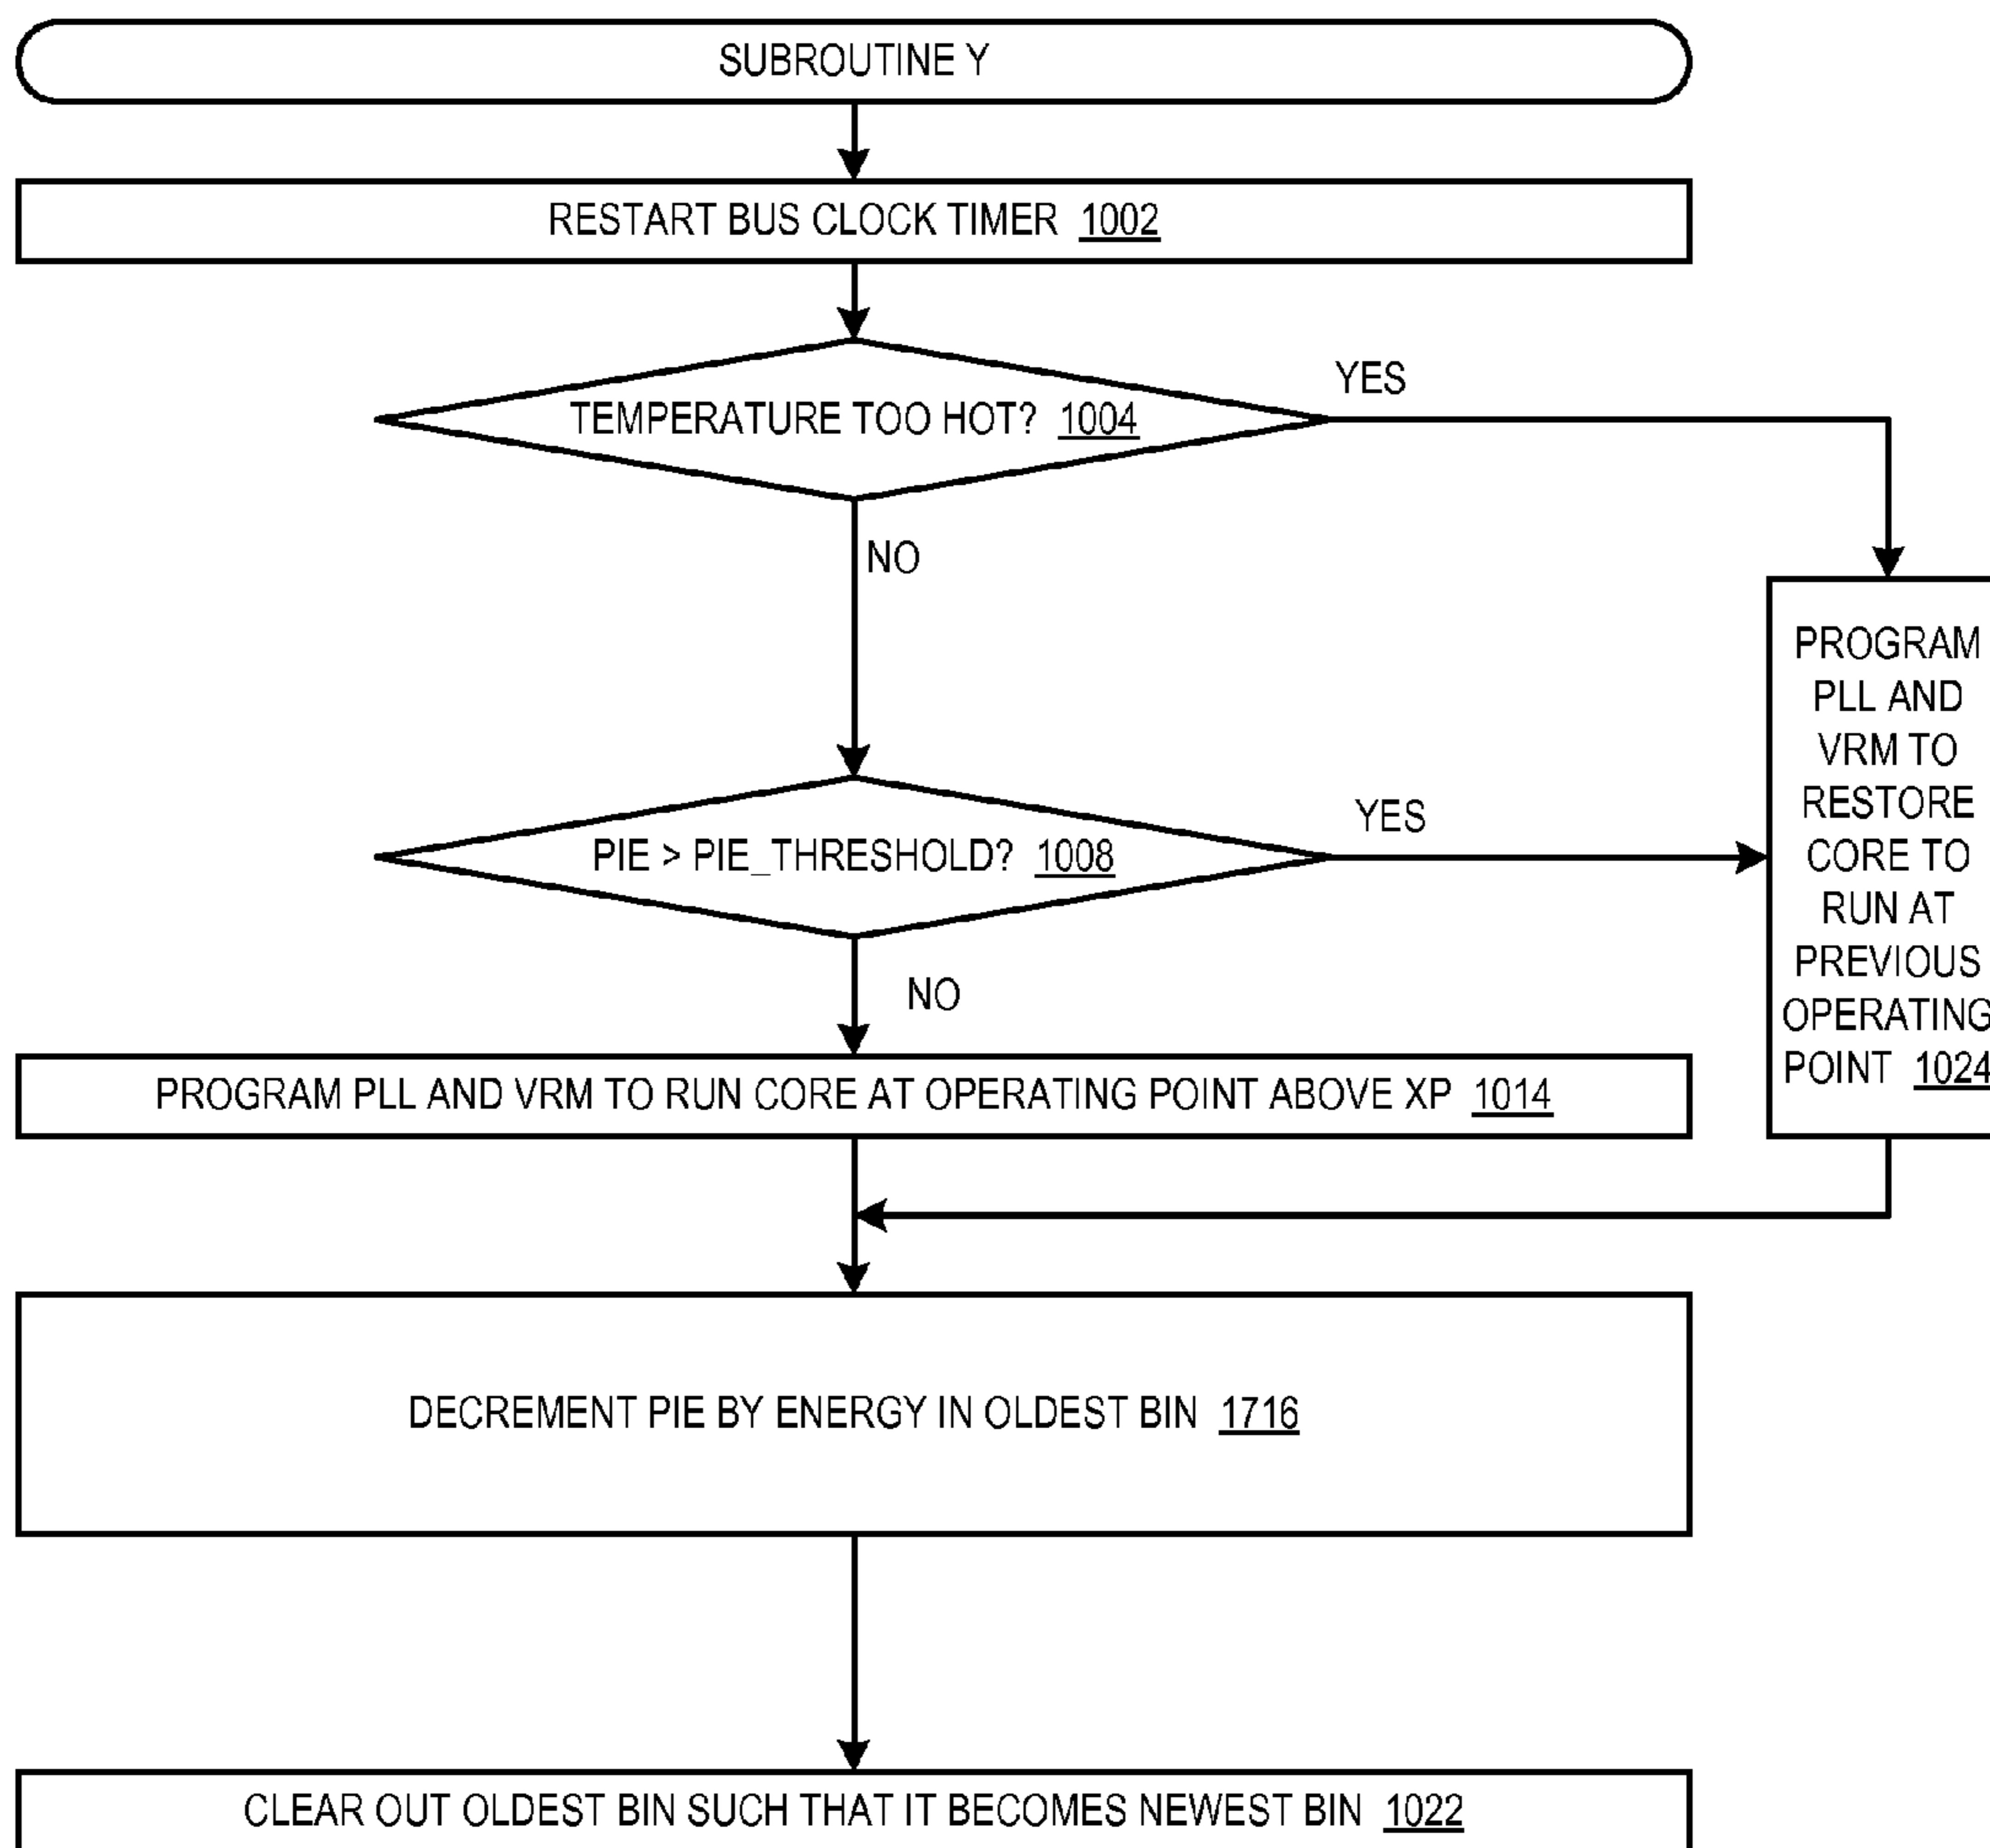 SUBROUTINE Y
RESTART BUS CLOCK TIMER 1002
TEMPERATURE TOO HOT? 1004
YES
NO
PROGRAM
PLL AND
VRM TO
RESTORE
CORE TO
RUN AT
PREVIOUS
OPERATING
POINT 1024
PIE > PIE_THRESHOLD? 1008
YES
NO
PROGRAM PLL AND VRM TO RUN CORE AT OPERATING POINT ABOVE XP 1014
DECREMENT PIE BY ENERGY IN OLDEST BIN 1716
CLEAR OUT OLDEST BIN SUCH THAT IT BECOMES NEWEST BIN 1022